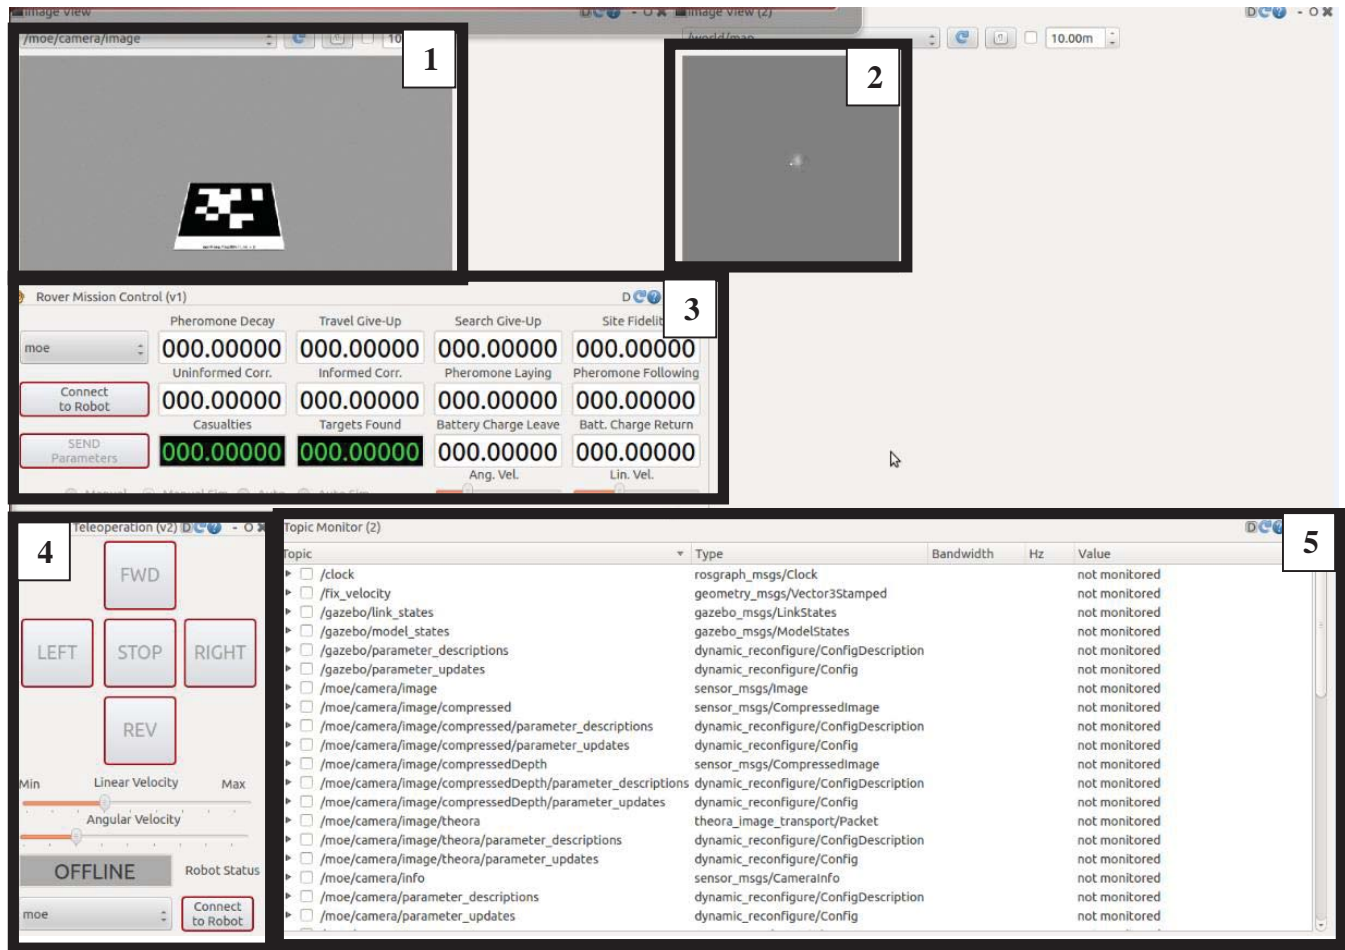 Image View
D - O ✖
Image View (2)
D - O ✖
/moe/camera/image
10
1
/world/map
10.00m
2
Rover Mission Control (v1)
D
3
Pheromone Decay Travel Give-Up Search Give-Up Site Fidelit
moe 000.00000 000.00000 000.00000 000.00000
Uninformed Corr. Informed Corr. Pheromone Laying Pheromone Following
Connect
to Robot
000.00000 000.00000 000.00000 000.00000
Casualties Targets Found Battery Charge Leave Batt. Charge Return
SEND
Parameters
000.00000 000.00000 000.00000 000.00000
Ang. Vel. Lin. Vel.
Manual Manual Sim Auto Auto Sim
4
Teleoperation (v2) D - O ✖
FWD
LEFT STOP RIGHT
REV
Min Linear Velocity Max
Angular Velocity
OFFLINE Robot Status
moe
Connect
to Robot
Topic Monitor (2) D
5
Topic Type Bandwidth Hz Value
/clock rosgraph_msgs/Clock not monitored
/fix_velocity geometry_msgs/Vector3Stamped not monitored
/gazebo/link_states gazebo_msgs/LinkStates not monitored
/gazebo/model_states gazebo_msgs/ModelStates not monitored
/gazebo/parameter_descriptions dynamic_reconfigure/ConfigDescription not monitored
/gazebo/parameter_updates dynamic_reconfigure/Config not monitored
/moe/camera/image sensor_msgs/Image not monitored
/moe/camera/image/compressed sensor_msgs/CompressedImage not monitored
/moe/camera/image/compressed/parameter_descriptions dynamic_reconfigure/ConfigDescription not monitored
/moe/camera/image/compressed/parameter_updates dynamic_reconfigure/Config not monitored
/moe/camera/image/compressedDepth sensor_msgs/CompressedImage not monitored
/moe/camera/image/compressedDepth/parameter_descriptions dynamic_reconfigure/ConfigDescription not monitored
/moe/camera/image/compressedDepth/parameter_updates dynamic_reconfigure/Config not monitored
/moe/camera/image/theora theora_image_transport/Packet not monitored
/moe/camera/image/theora/parameter_descriptions dynamic_reconfigure/ConfigDescription not monitored
/moe/camera/image/theora/parameter_updates dynamic_reconfigure/Config not monitored
/moe/camera/info sensor_msgs/CameraInfo not monitored
/moe/camera/parameter_descriptions dynamic_reconfigure/ConfigDescription not monitored
/moe/camera/parameter_updates dynamic_reconfigure/Config not monitored